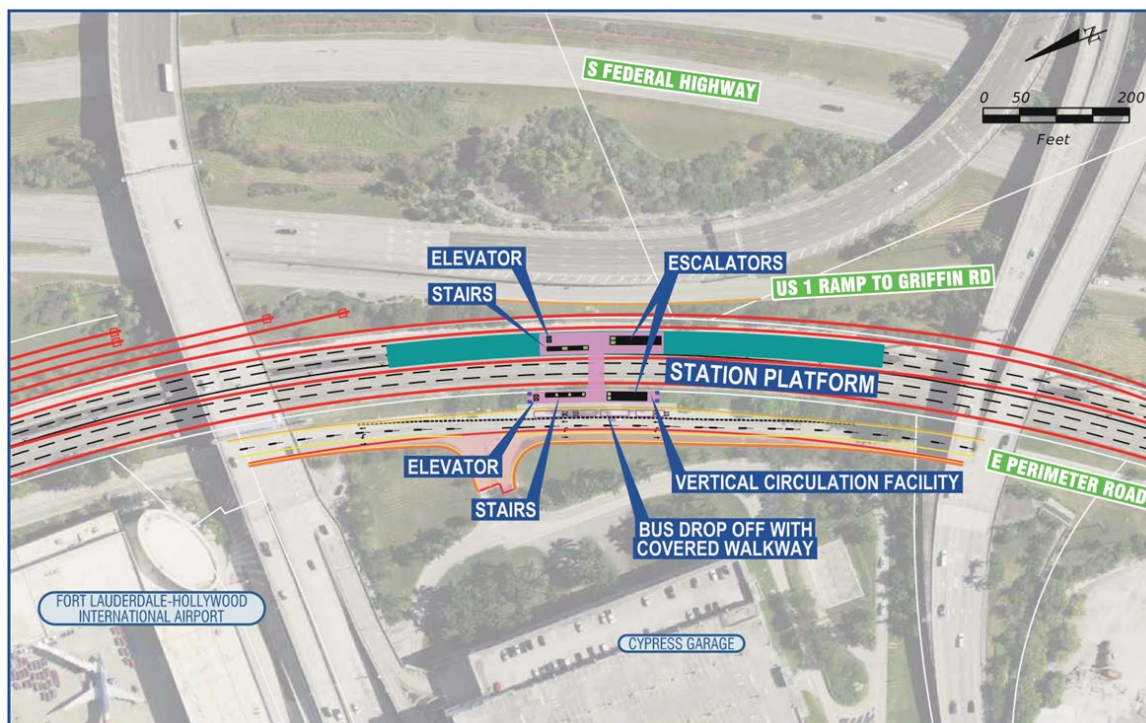 N
S FEDERAL HIGHWAY
0 50 200
Feet
ELEVATOR
ESCALATORS
STAIRS
US 1 RAMP TO GRIFFIN RD
STATION PLATFORM
ELEVATOR
VERTICAL CIRCULATION FACILITY
E PERIMETER ROAD
STAIRS
BUS DROP OFF WITH
COVERED WALKWAY
FORT LAUDERDALE-HOLLYWOOD
INTERNATIONAL AIRPORT
CYPRESS GARAGE